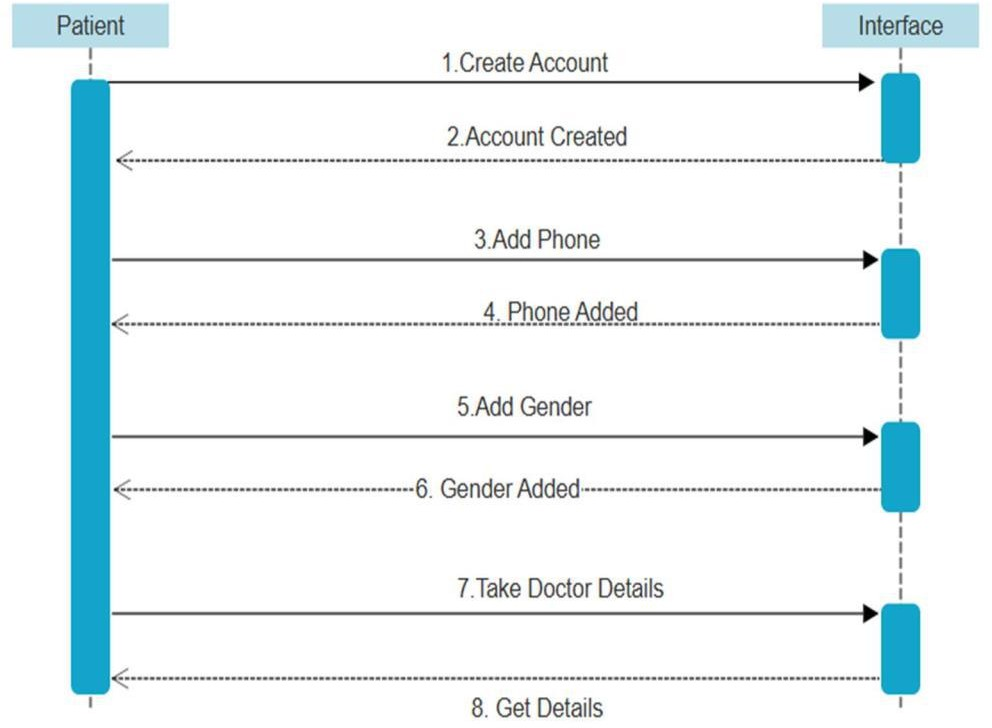 Patient
Interface
1.Create Account
2.Account Created
3.Add Phone
4. Phone Added
5.Add Gender
6. Gender Added
7.Take Doctor Details
8. Get Details